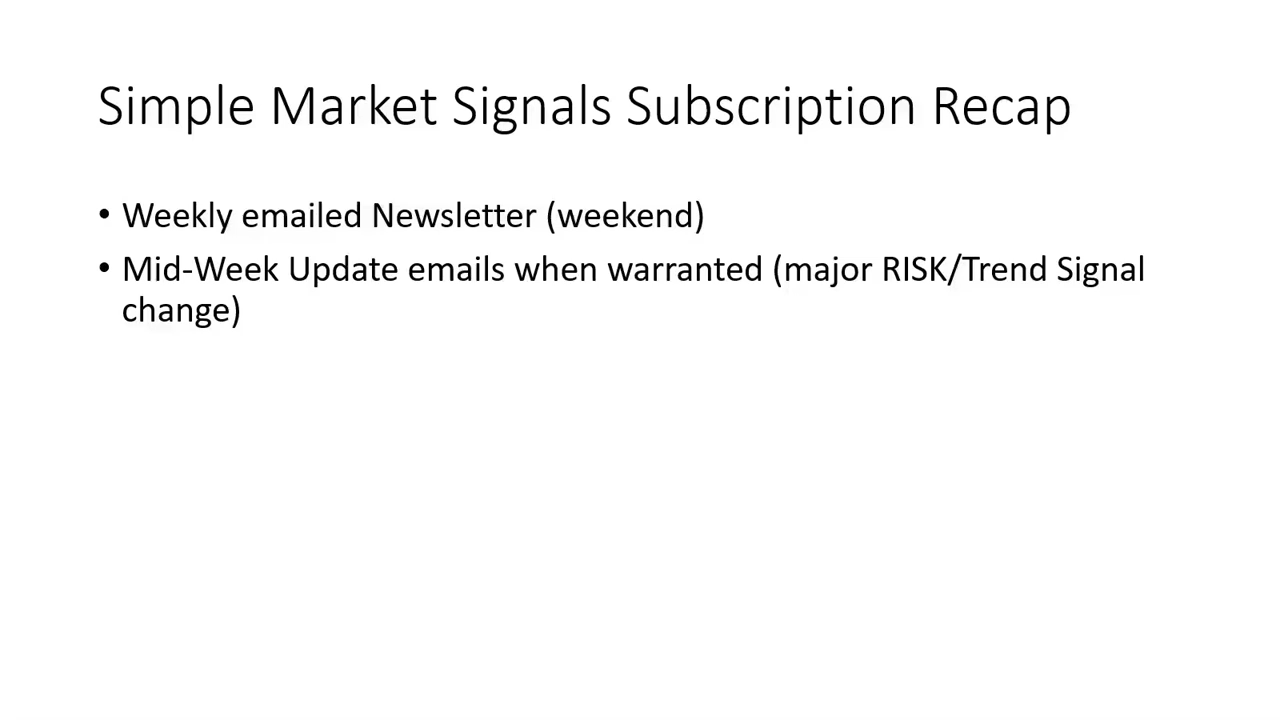 Simple Market Signals Subscription Recap
• Weekly emailed Newsletter (weekend)
• Mid-Week Update emails when warranted (major RISK/Trend Signal
change)